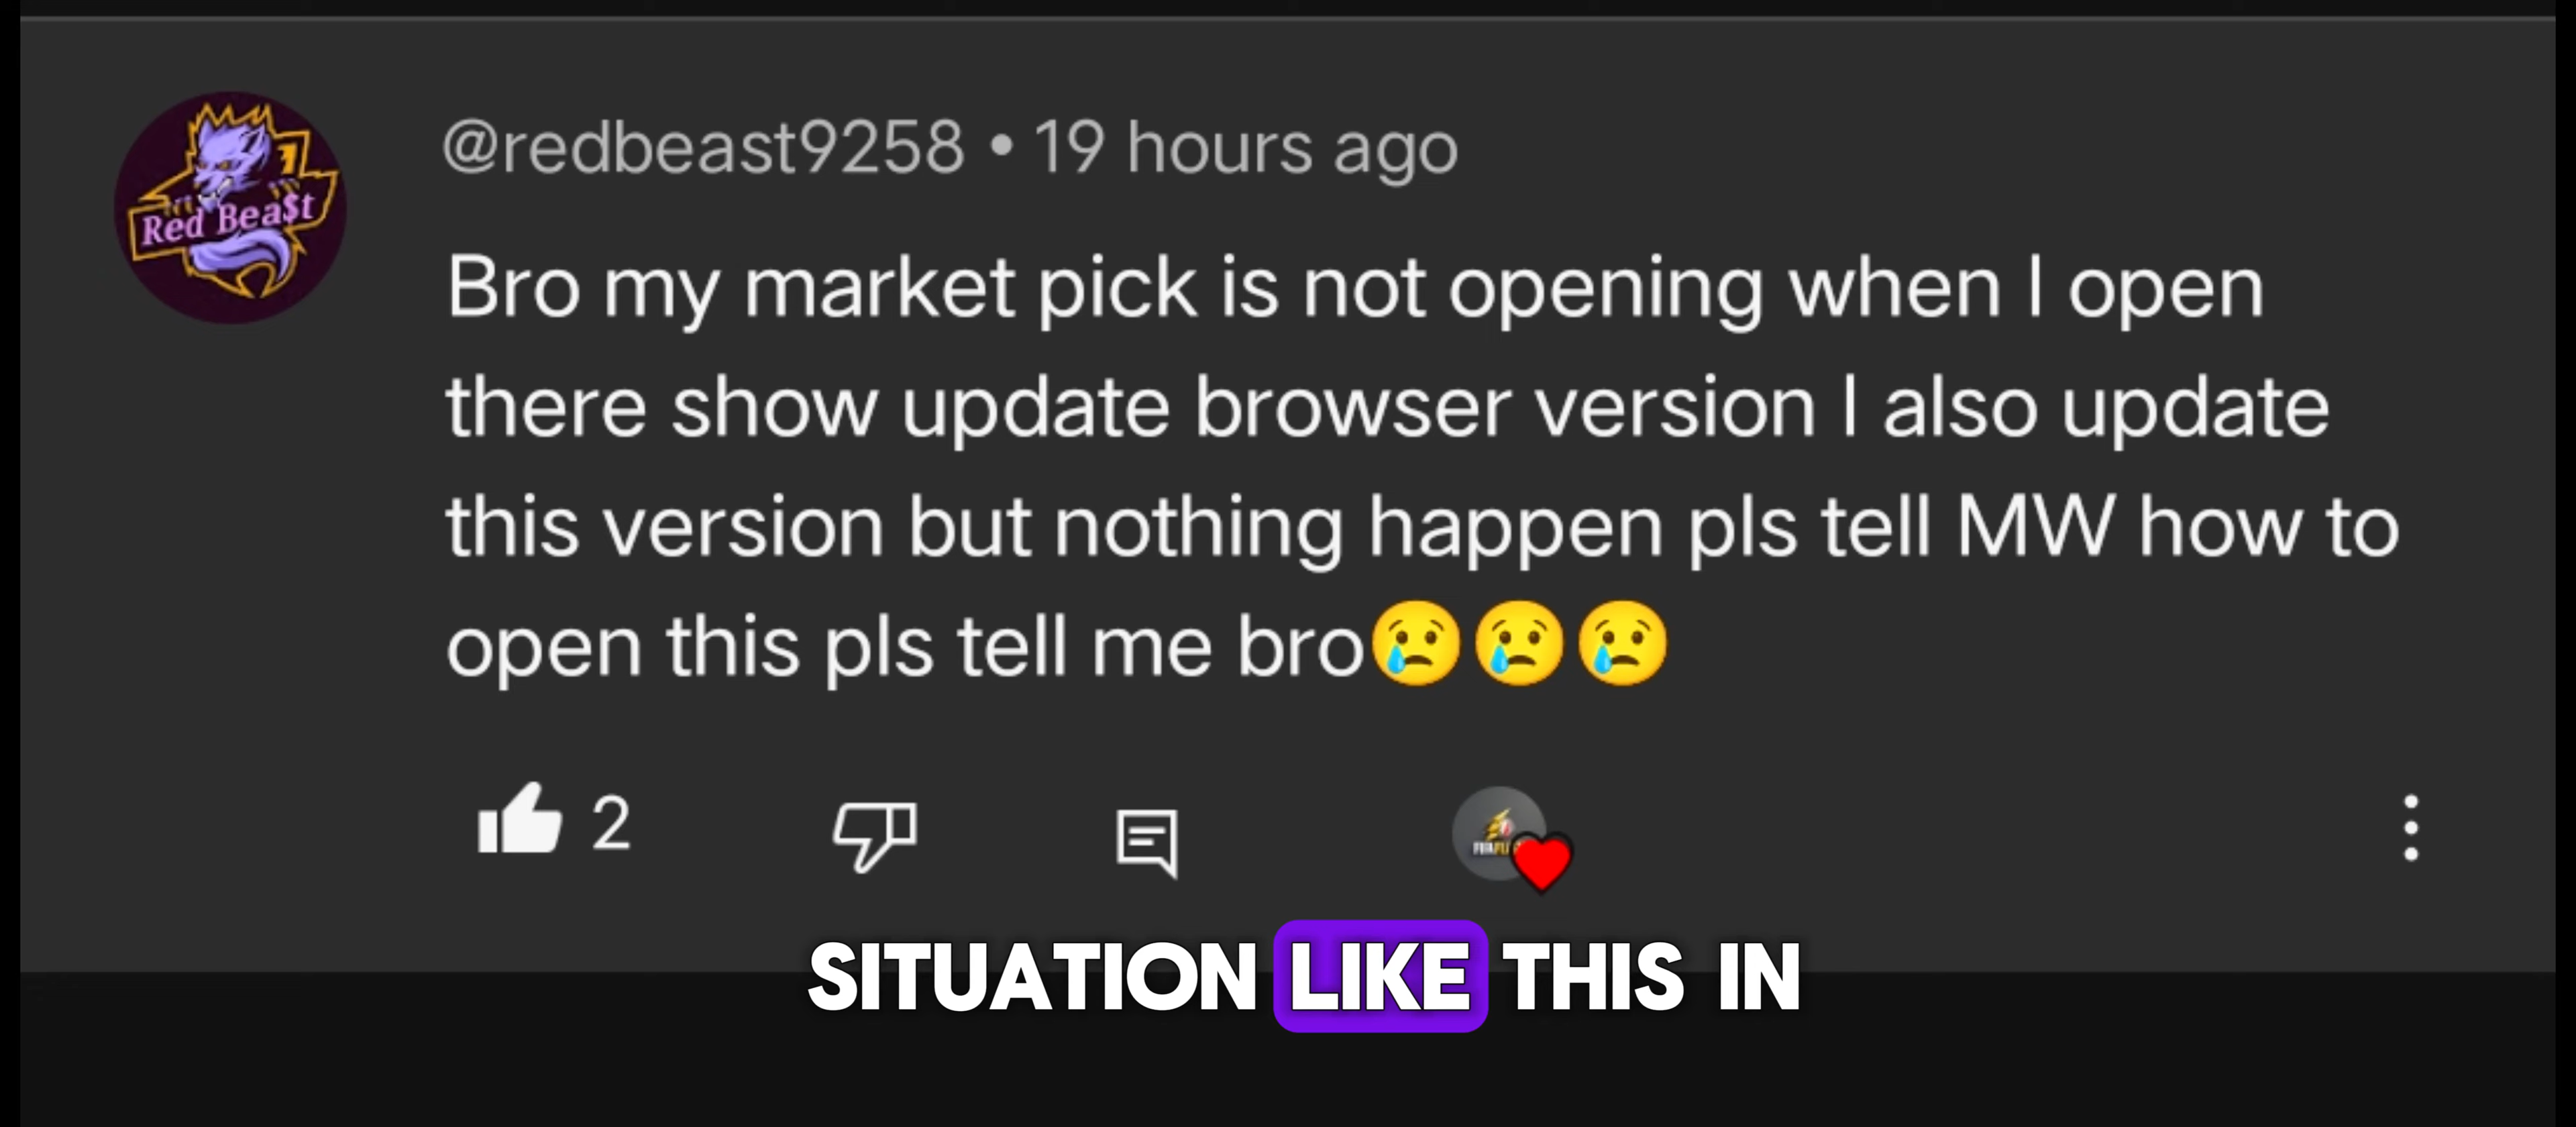 Red Bea$t
@redbeast9258 • 19 hours ago
Bro my market pick is not opening when I open
there show update browser version I also update
this version but nothing happen pls tell MW how to
open this pls tell me bro😢😢😢
2
SITUATION LIKE THIS IN